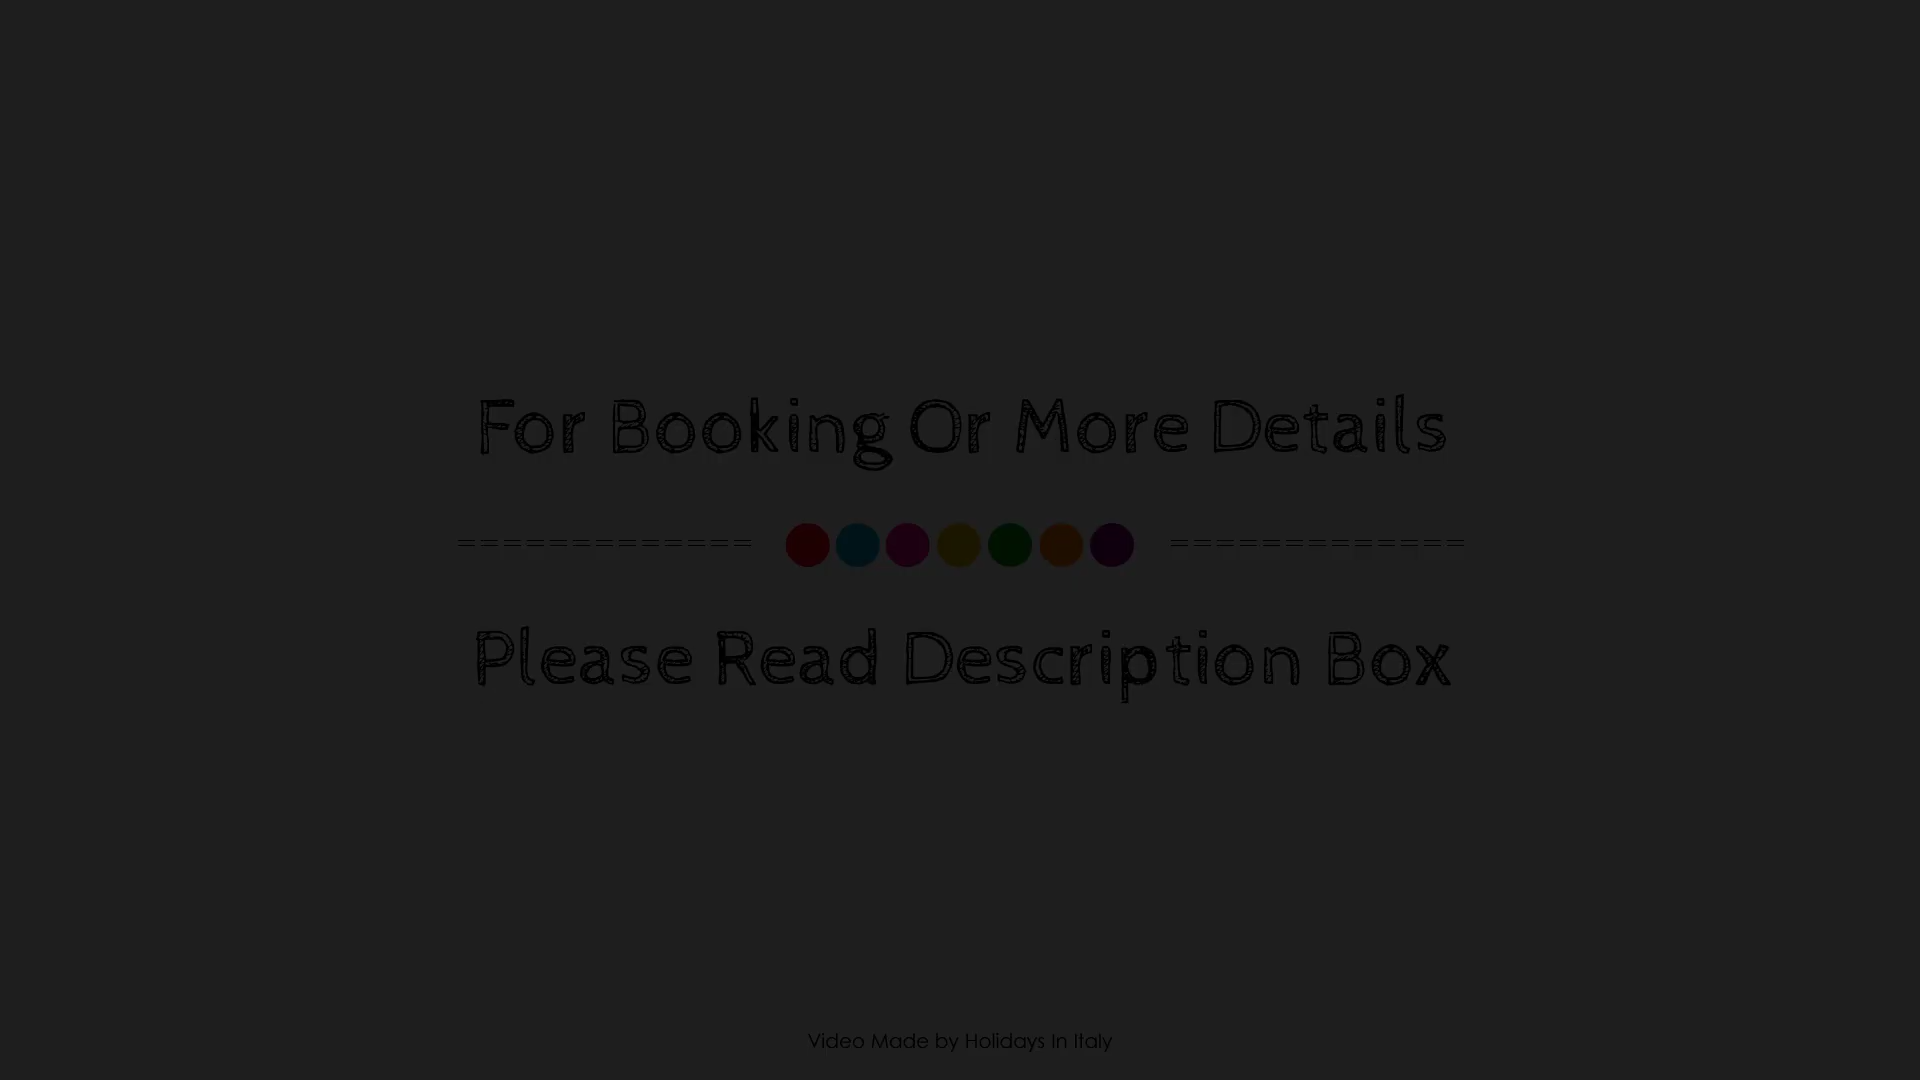 For Booking Or More Details
============= =============
Please Read Description Box
Video Made by Holidays In Italy